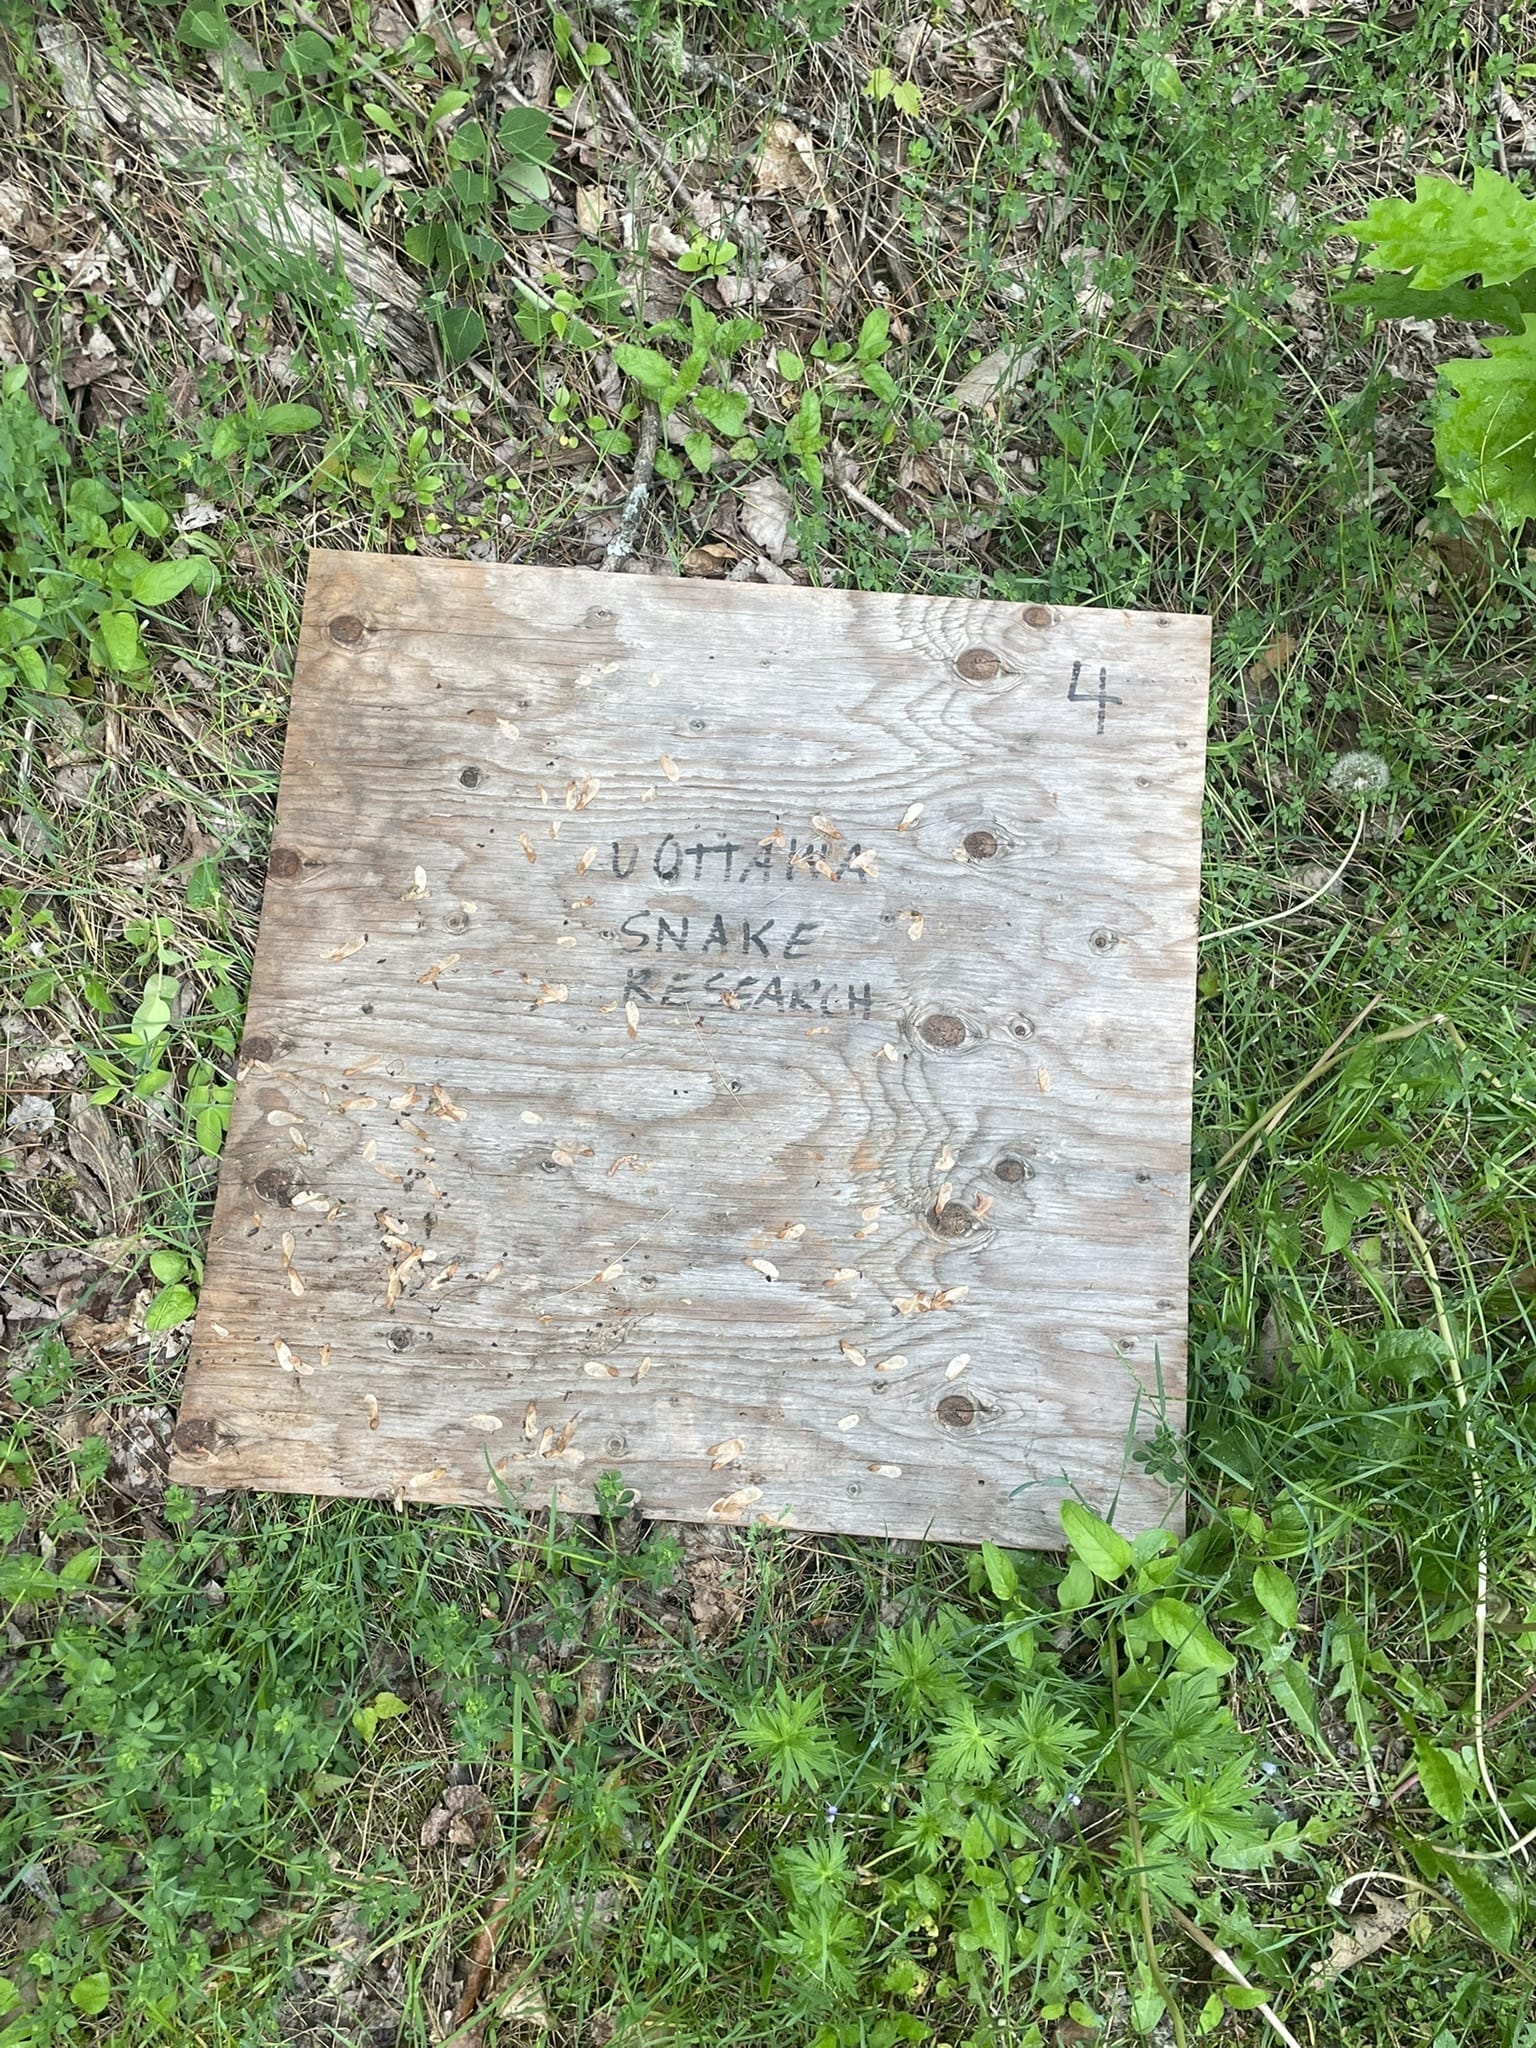 4
U OTTAWA
SNAKE
RESEARCH